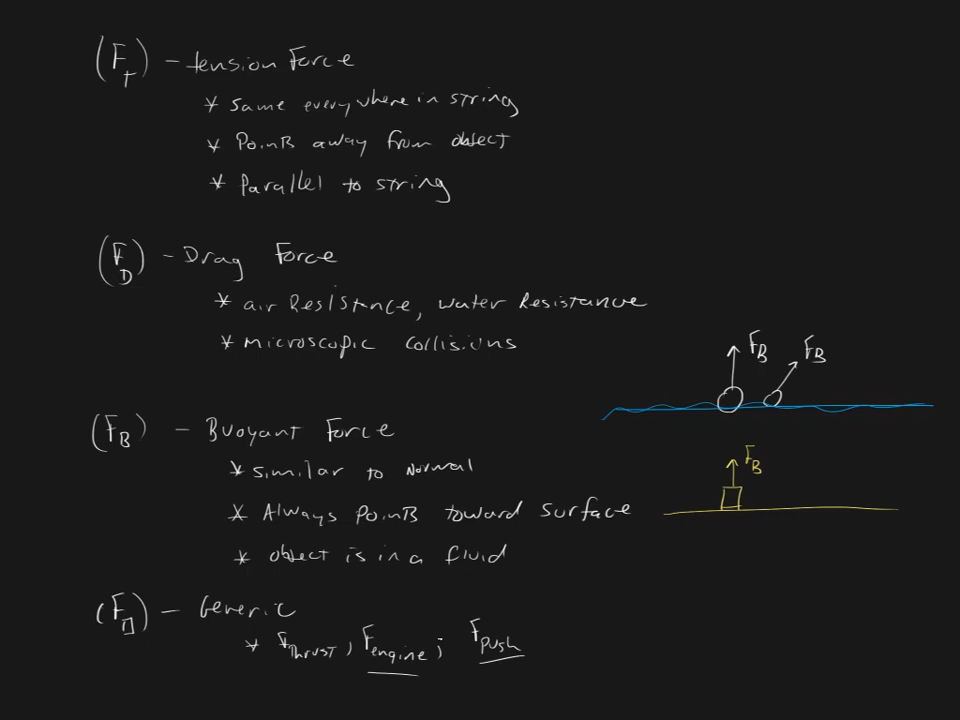 (F_T) - tension Force
* Same everywhere in string
* Points away from object
* Parallel to string
(F_D) - Drag Force
* air Resistance, water Resistance
* microscopic collisions
F_B F_B
(F_B) - Buoyant Force
F_B
* similar to Normal
* Always Points toward surface
* object is in a fluid
(F_□) - Generic
* F_Thrust, F_engine; F_push